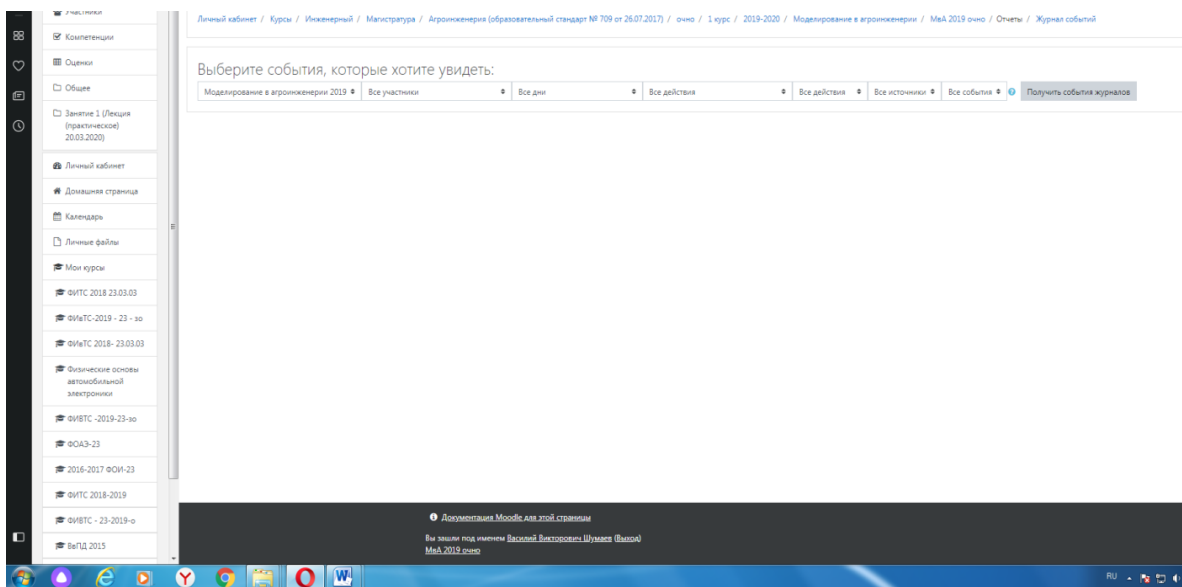 Участники
Компетенции
Оценки
Общее
Занятие 1 (Лекция
(практическое)
20.03.2020)
Личный кабинет
Домашняя страница
Календарь
Личные файлы
Мои курсы
ФИТС 2018 23.03.03
ФИвТС-2019 - 23 - зо
ФИвТС 2018- 23.03.03
Физические основы
автомобильной
электроники
ФИВТС -2019-23-зо
ФОАЭ-23
2016-2017 ФОИ-23
ФИТС 2018-2019
ФИВТС - 23-2019-о
ВвПД 2015
Личный кабинет / Курсы / Инженерный / Магистратура / Агроинженерия (образовательный стандарт № 709 от 26.07.2017) / очно / 1 курс / 2019-2020 / Моделирование в агроинженерии / МвА 2019 очно / Отчеты / Журнал событий
Выберите события, которые хотите увидеть:
Моделирование в агроинженерии 2019 Все участники Все дни Все действия Все действия Все источники Все события Получить события журналов
Документация Moodle для этой страницы
Вы зашли под именем Василий Викторович Шумаев (Выход)
МвА 2019 очно
RU